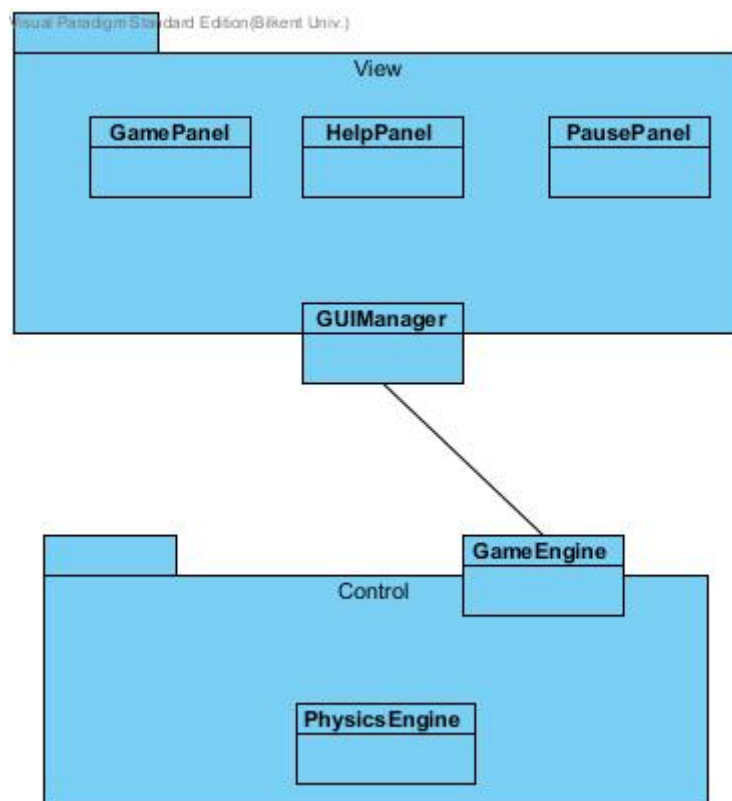 Visual Paradigm Standard Edition(Bilkent Univ.)
View
GamePanel
HelpPanel
PausePanel
GUIManager
GameEngine
Control
PhysicsEngine